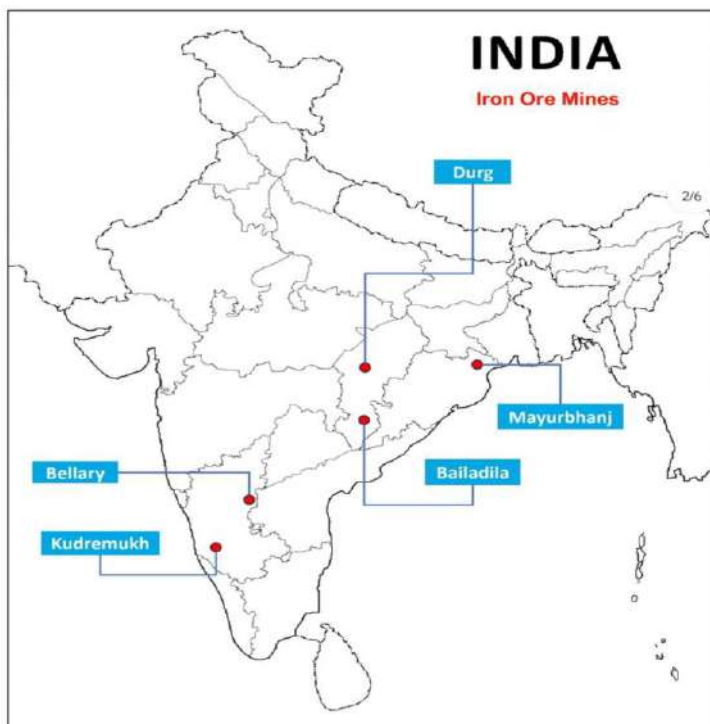 INDIA
Iron Ore Mines
Durg
2/6
Mayurbhanj
Bellary
Bailadila
Kudremukh